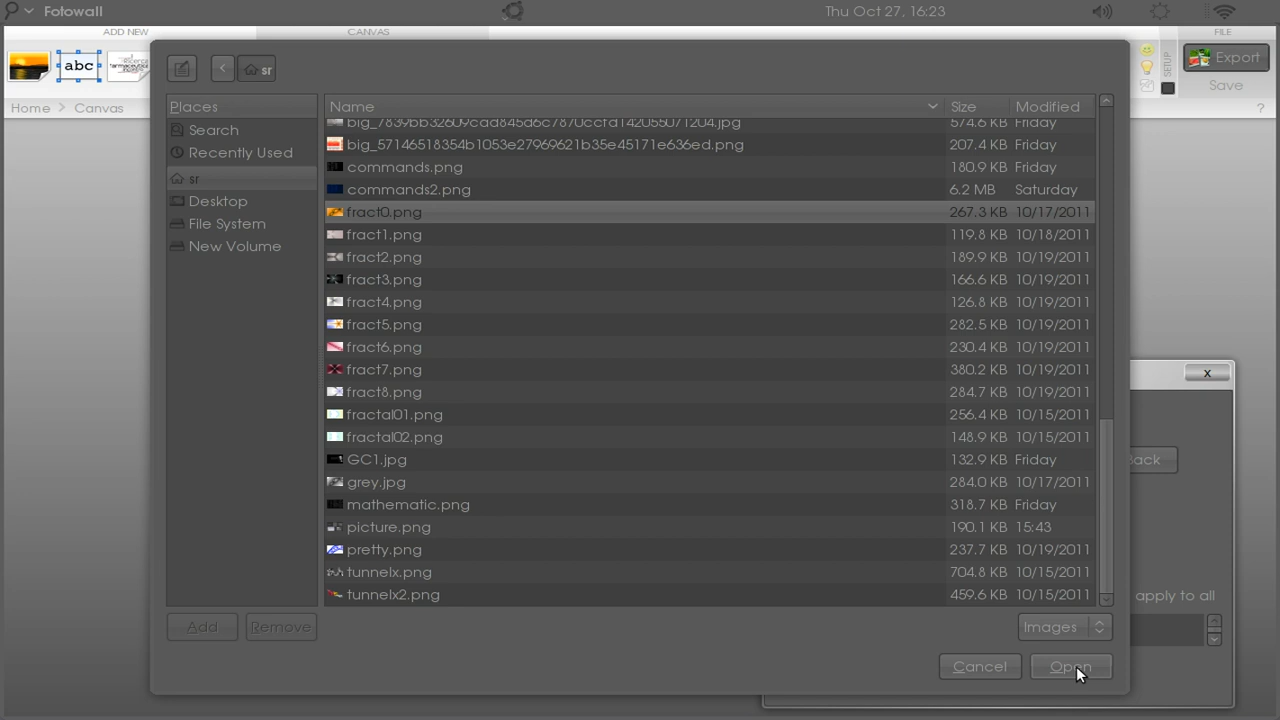 Fotowall
Thu Oct 27, 16:23
ADD NEW
CANVAS
FILE
abc
SETUP
Export
Save
Home
Canvas
?
sr
Places
Name
Size
Modified
Search
Recently Used
sr
Desktop
File System
New Volume
big_7839bb32609cad845d6c7870ccfd142055071204.jpg 574.6 KB Friday
big_57146518354b1053e27969621b35e45171e636ed.png 207.4 KB Friday
commands.png 180.9 KB Friday
commands2.png 6.2 MB Saturday
fract0.png 267.3 KB 10/17/2011
fract1.png 119.8 KB 10/18/2011
fract2.png 189.9 KB 10/19/2011
fract3.png 166.6 KB 10/19/2011
fract4.png 126.8 KB 10/19/2011
fract5.png 282.5 KB 10/19/2011
fract6.png 230.4 KB 10/19/2011
fract7.png 380.2 KB 10/19/2011
fract8.png 284.7 KB 10/19/2011
fractal01.png 256.4 KB 10/15/2011
fractal02.png 148.9 KB 10/15/2011
GC1.jpg 132.9 KB Friday
grey.jpg 284.0 KB 10/17/2011
mathematic.png 318.7 KB Friday
picture.png 190.1 KB 15:43
pretty.png 237.7 KB 10/19/2011
tunnelx.png 704.8 KB 10/15/2011
tunnelx2.png 459.6 KB 10/15/2011
x
Back
apply to all
Add
Remove
Images
Cancel
Open